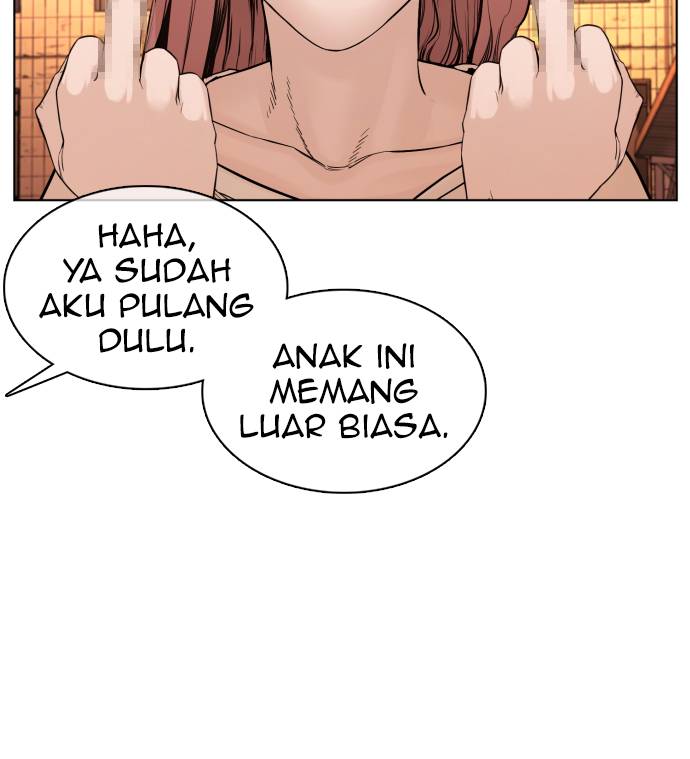 HAHA,
YA SUDAH
AKU PULANG
DULU.
ANAK INI
MEMANG
LUAR BIASA.